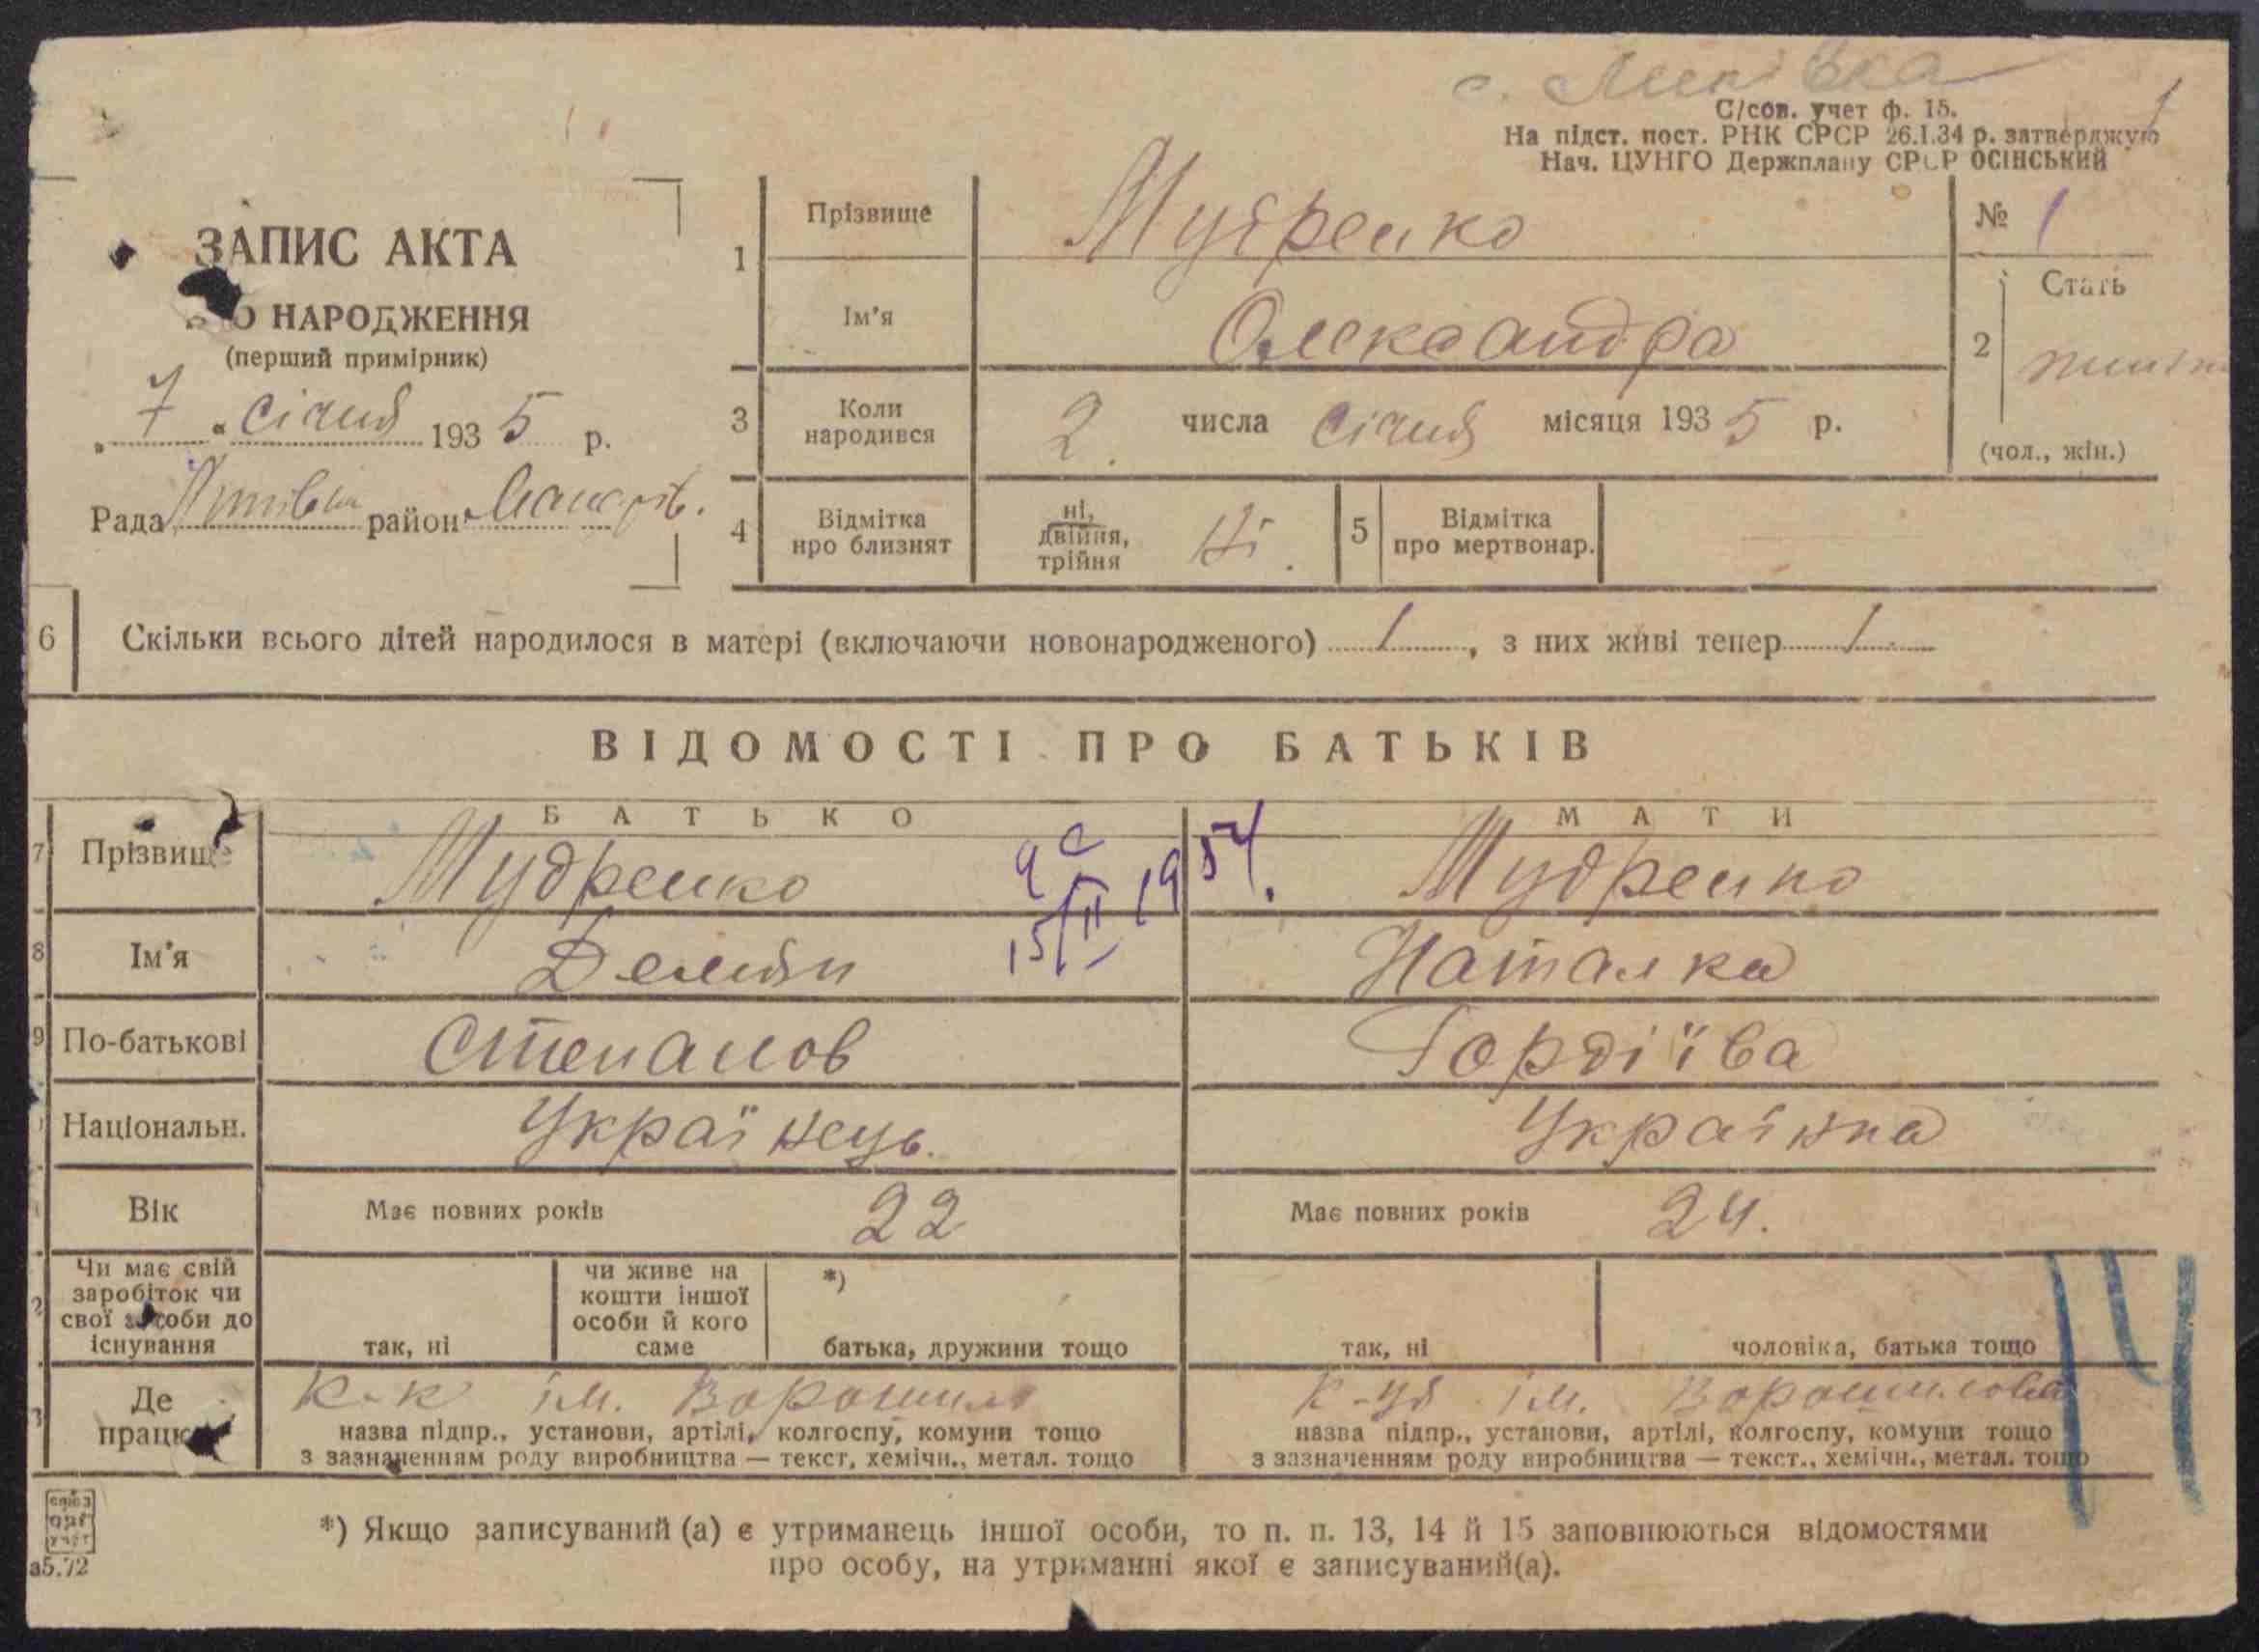 с.
С/сов. учет ф. 15.
На підст. пост. РНК СРСР 26.I.34 р. затверджую
Нач. ЦУНГО Держплану СРСР ОСІНСЬКИЙ
ЗАПИС АКТА
НАРОДЖЕННЯ
(перший примірник)
„ 7 “ січня 1935 р.
Рада район
1 Прізвище Мудренко
№ 1
Ім'я Олександра
2 Стать
(чол., жін.)
3 Коли народився 2 числа січня місяця 1935 р.
4 Відмітка про близнят ні, двійня, трійня Ні.
5 Відмітка про мертвонар.
6 Скільки всього дітей народилося в матері (включаючи новонародженого) 1, з них живі тепер 1
ВІДОМОСТІ ПРО БАТЬКІВ
БАТЬКО МАТИ
7 Прізвище Мудренко Мудренко
15/II 1954.
8 Ім'я Демян Наталка
9 По-батькові Степанов Гордіїва
Національн. Українець. Українка
Вік Має повних років 22 Має повних років 24.
Чи має свій заробіток чи свої засоби до існування
так, ні
чи живе на кошти іншої особи й кого саме
*)
батька, дружини тощо
так, ні
чоловіка, батька тощо
Де працює
ім. Ворошил ім. Ворошилова
назва підпр., установи, артілі, колгоспу, комуни тощо
з зазначенням роду виробництва — текст, хемічн., метал. тощо
назва підпр., установи, артілі, колгоспу, комуни тощо
з зазначенням роду виробництва — текст., хемічн., метал. тощо
14
*) Якщо записуваний (а) є утриманець іншої особи, то п. п. 13, 14 й 15 заповнюються відомостями
про особу, на утриманні якої є записуваний(а).
а5.72